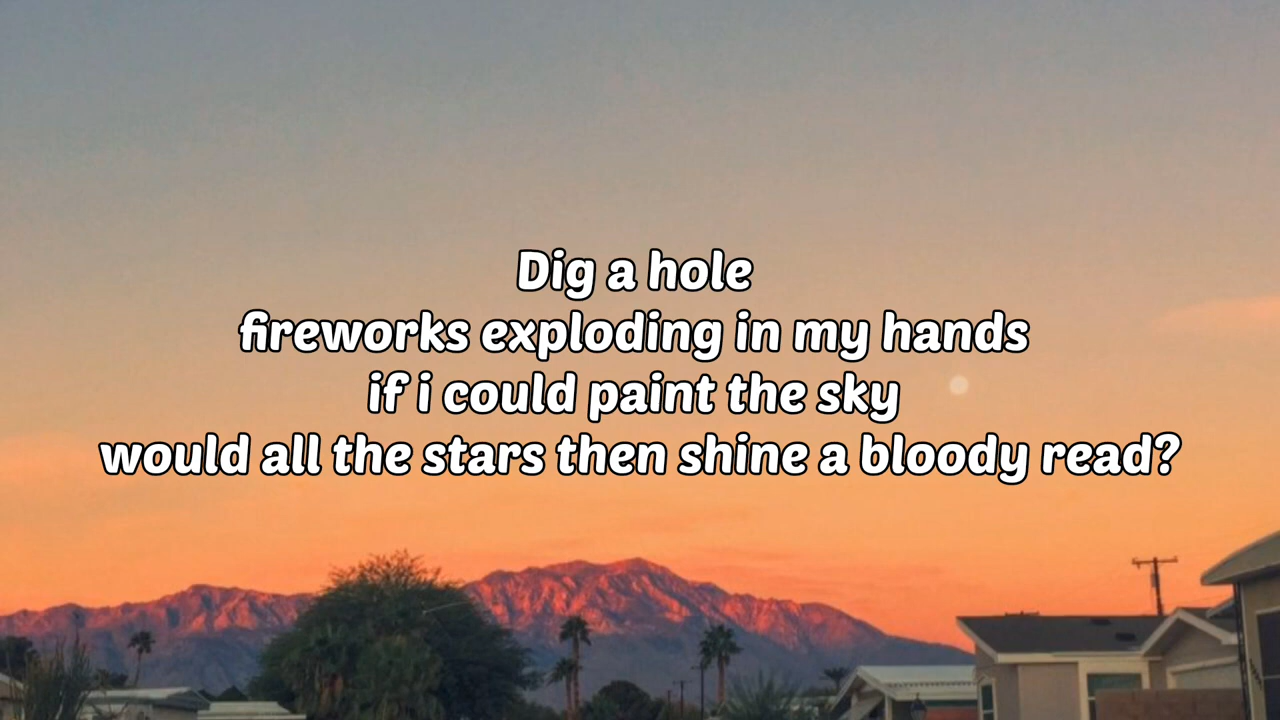 Dig a hole
fireworks exploding in my hands
if i could paint the sky
would all the stars then shine a bloody read?